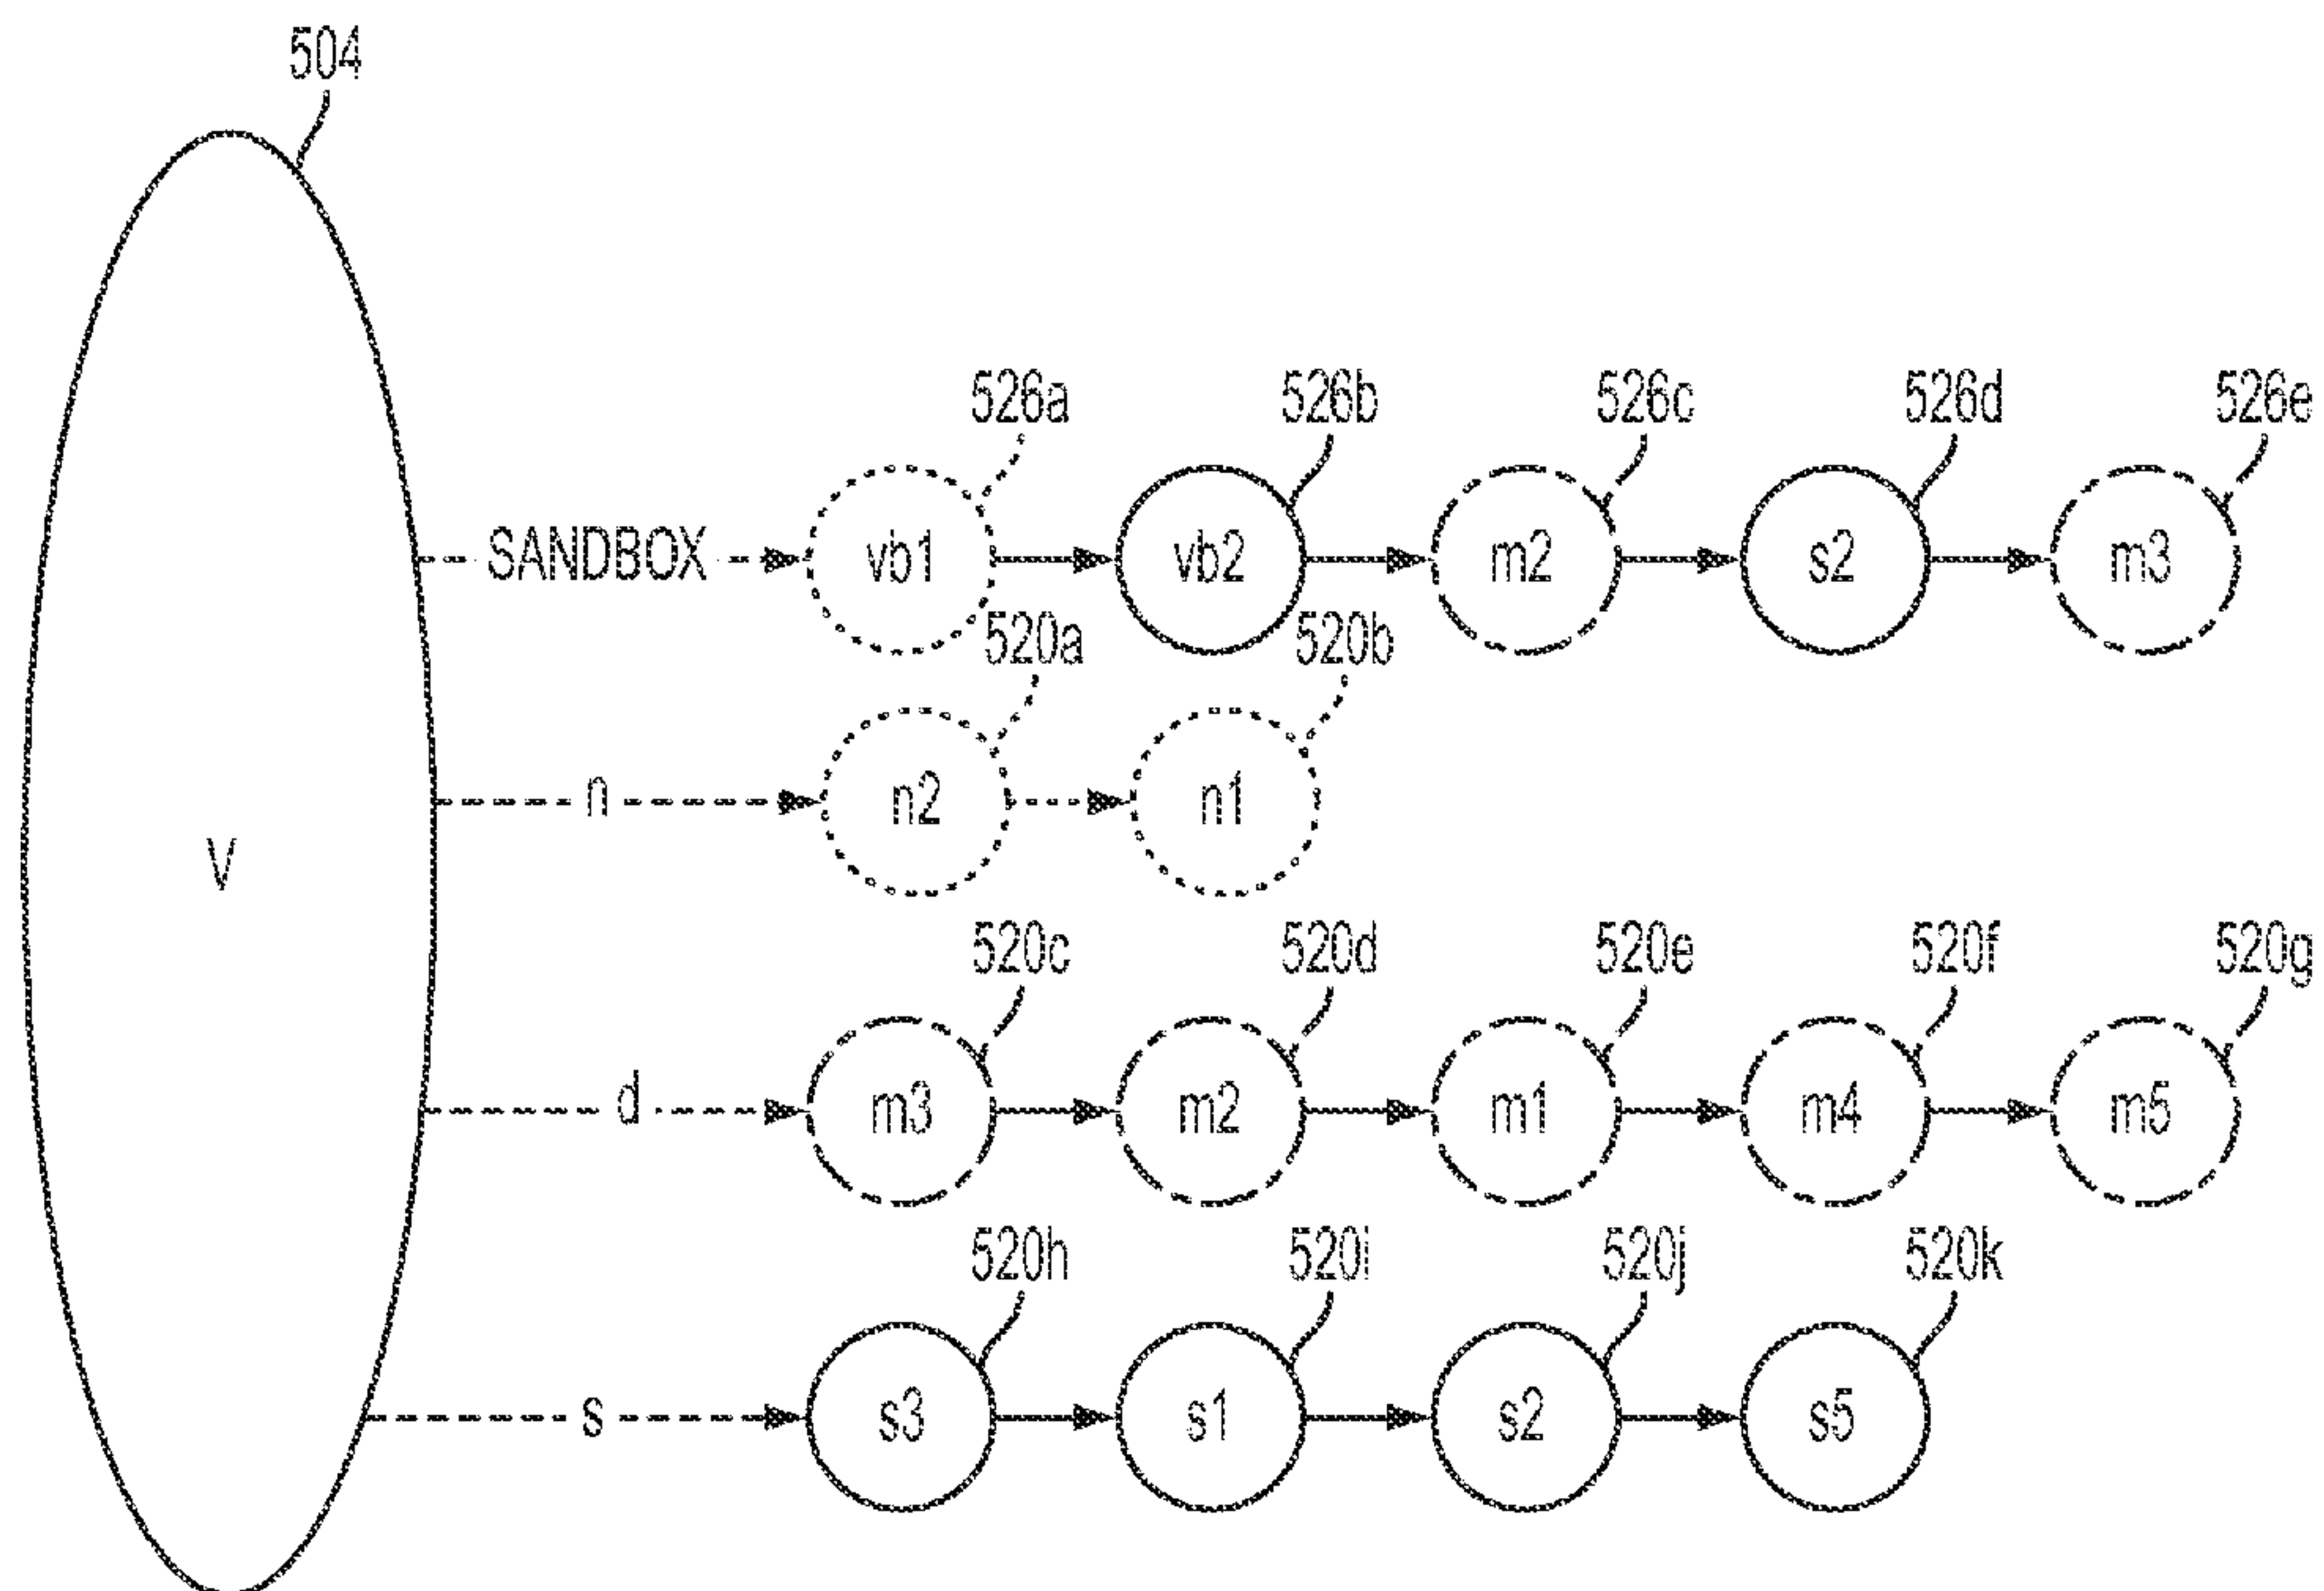 504
526a 526b 526c 526d 526e
SANDBOX vb1 vb2 m2 s2 m3
520a 520b
n n2 n1
V
520c 520d 520e 520f 520g
d m3 m2 m1 m4 m5
520h 520i 520j 520k
s s3 s1 s2 s5